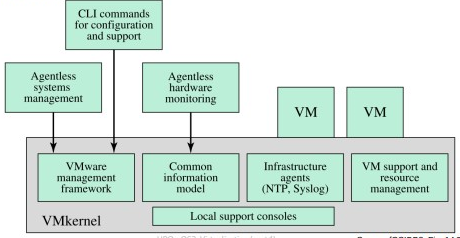 CLI commands
for configuration
and support
Agentless
systems
management
Agentless
hardware
monitoring
VM
VM
VMware
management
framework
Common
information
model
Infrastructure
agents
(NTP, Syslog)
VM support and
resource
management
Local support consoles
VMkernel